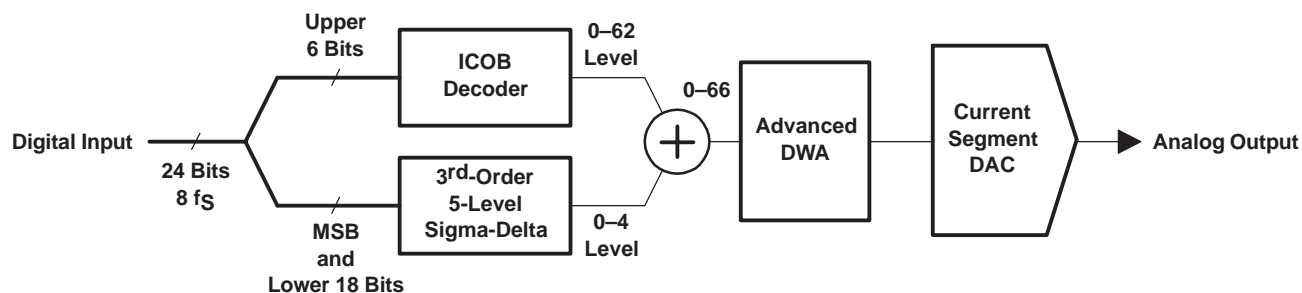 Digital Input
24 Bits
8 fS
Upper
6 Bits
ICOB
Decoder
0–62
Level
MSB
and
Lower 18 Bits
3rd-Order
5-Level
Sigma-Delta
0–4
Level
+
0–66
Advanced
DWA
Current
Segment
DAC
Analog Output